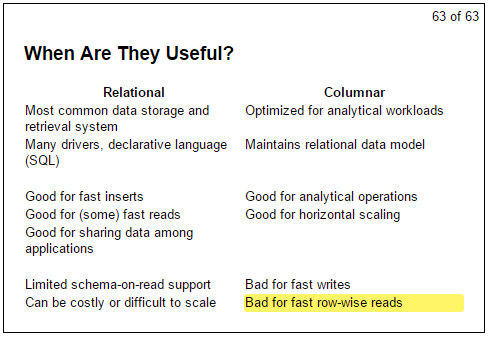 63 of 63
When Are They Useful?
Relational
Columnar
Most common data storage and
retrieval system
Optimized for analytical workloads
Many drivers, declarative language
(SQL)
Maintains relational data model
Good for fast inserts
Good for analytical operations
Good for (some) fast reads
Good for horizontal scaling
Good for sharing data among
applications
Limited schema-on-read support
Bad for fast writes
Can be costly or difficult to scale
Bad for fast row-wise reads